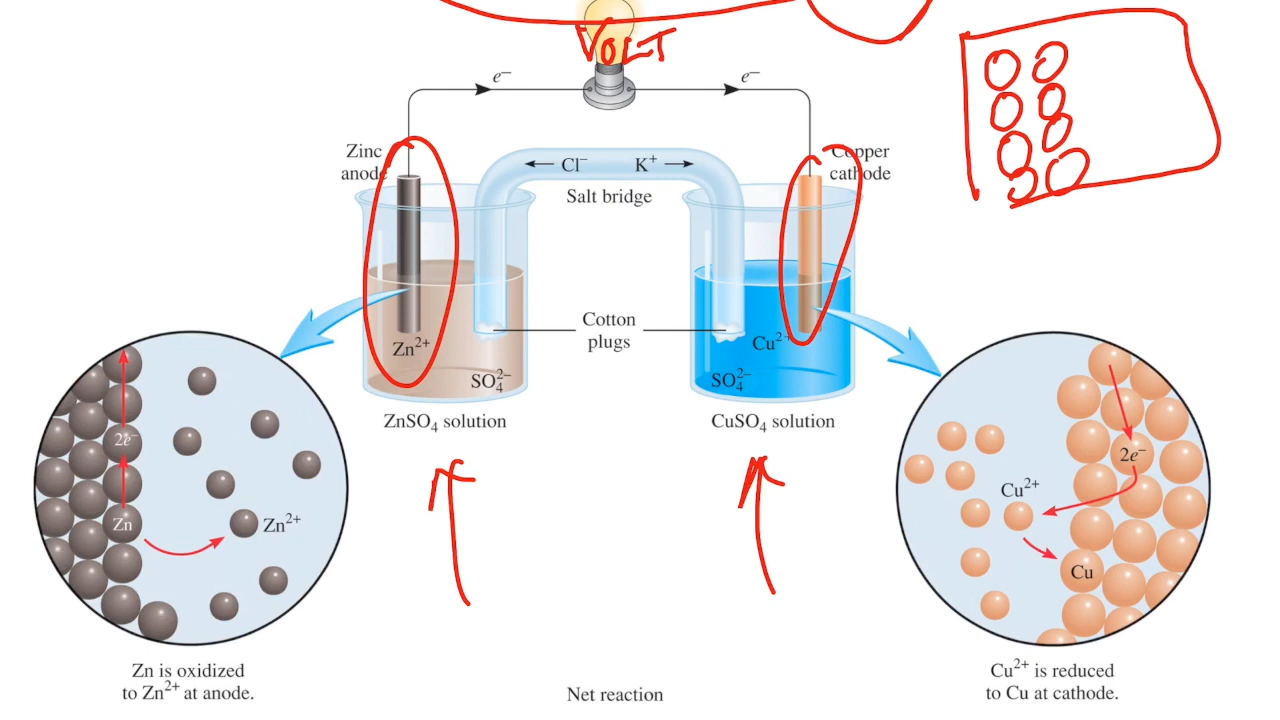 VOLT
e⁻
e⁻
Zinc
anode
Cl⁻
K⁺
Salt bridge
Copper
cathode
Cotton
plugs
Zn²⁺
SO₄²⁻
Cu²⁺
SO₄²⁻
ZnSO₄ solution
CuSO₄ solution
2e⁻
Zn
Zn²⁺
2e⁻
Cu²⁺
Cu
Zn is oxidized
to Zn²⁺ at anode.
Net reaction
Cu²⁺ is reduced
to Cu at cathode.